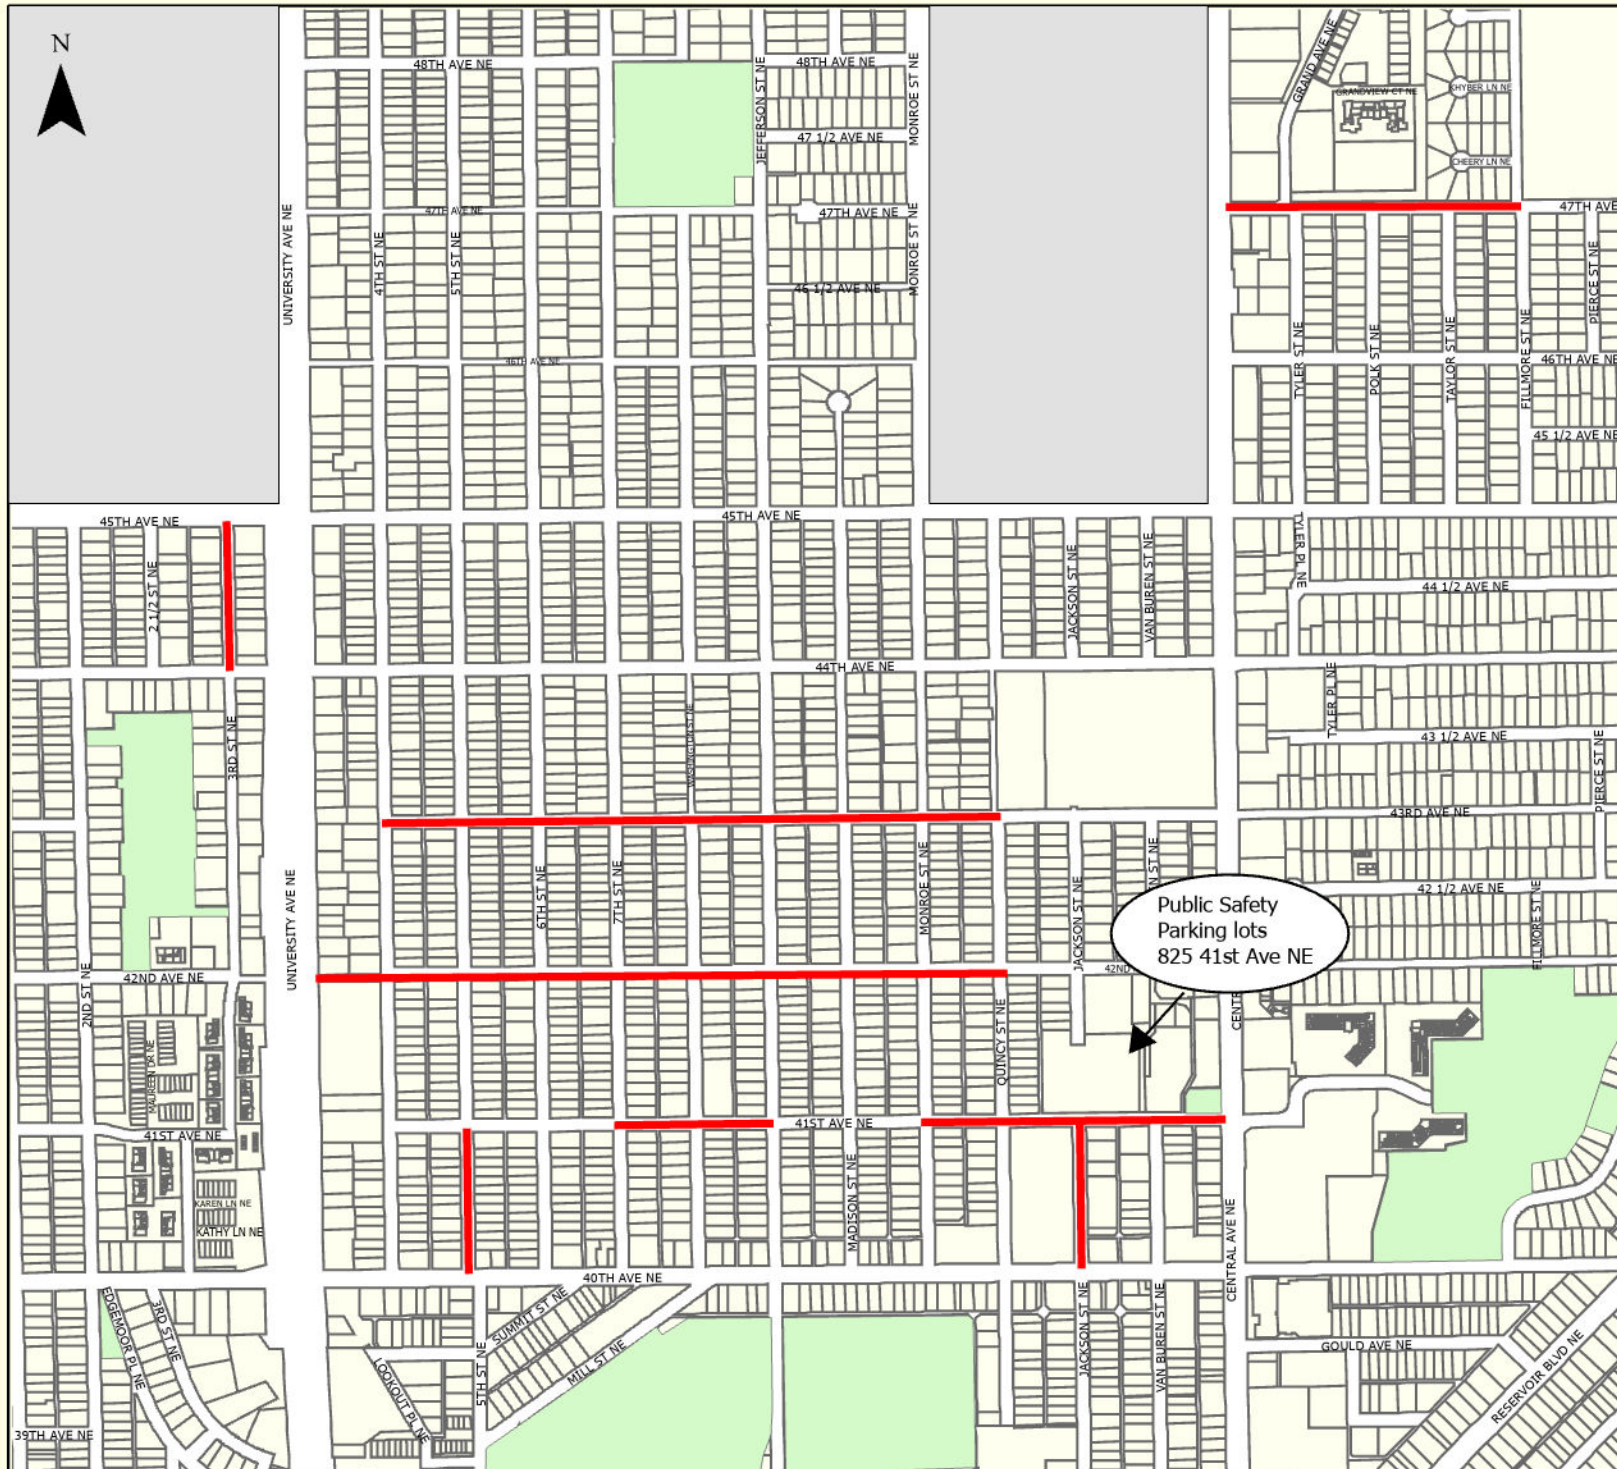 N
48TH AVE NE
48TH AVE NE
JEFFERSON ST NE
MONROE ST NE
GRAND AVE NE
GRANDVIEW CT NE
KHYBER LN NE
47 1/2 AVE NE
CHEERY LN NE
47TH AVE NE
47TH AVE NE
MONROE ST NE
47TH AVE
UNIVERSITY AVE NE
4TH ST NE
5TH ST NE
46 1/2 AVE NE
PIERCE ST NE
46TH AVE NE
TYLER ST NE
POLK ST NE
TAYLOR ST NE
FILLMORE ST NE
46TH AVE NE
45 1/2 AVE NE
45TH AVE NE
45TH AVE NE
2 1/2 ST NE
JACKSON ST NE
VAN BUREN ST NE
TYLER PL NE
44 1/2 AVE NE
44TH AVE NE
3RD ST NE
WASHINGTON ST NE
TYLER PL NE
43 1/2 AVE NE
PIERCE ST NE
43RD AVE NE
UNIVERSITY AVE NE
6TH ST NE
7TH ST NE
MONROE ST NE
JACKSON ST NE
N ST NE
42 1/2 AVE NE
FILLMORE ST NE
Public Safety
Parking lots
825 41st Ave NE
2ND ST NE
42ND AVE NE
42ND
CENTR
QUINCY ST NE
MAUREEN DR NE
41ST AVE NE
41ST AVE NE
MADISON ST NE
KAREN LN NE
KATHY LN NE
CENTRAL AVE NE
40TH AVE NE
EDGEMOOR PL NE
3RD ST NE
SUMMIT ST NE
MILL ST NE
LOOKOUT PL NE
5TH ST NE
JACKSON ST NE
VAN BUREN ST NE
GOULD AVE NE
RESERVOIR BLVD NE
39TH AVE NE